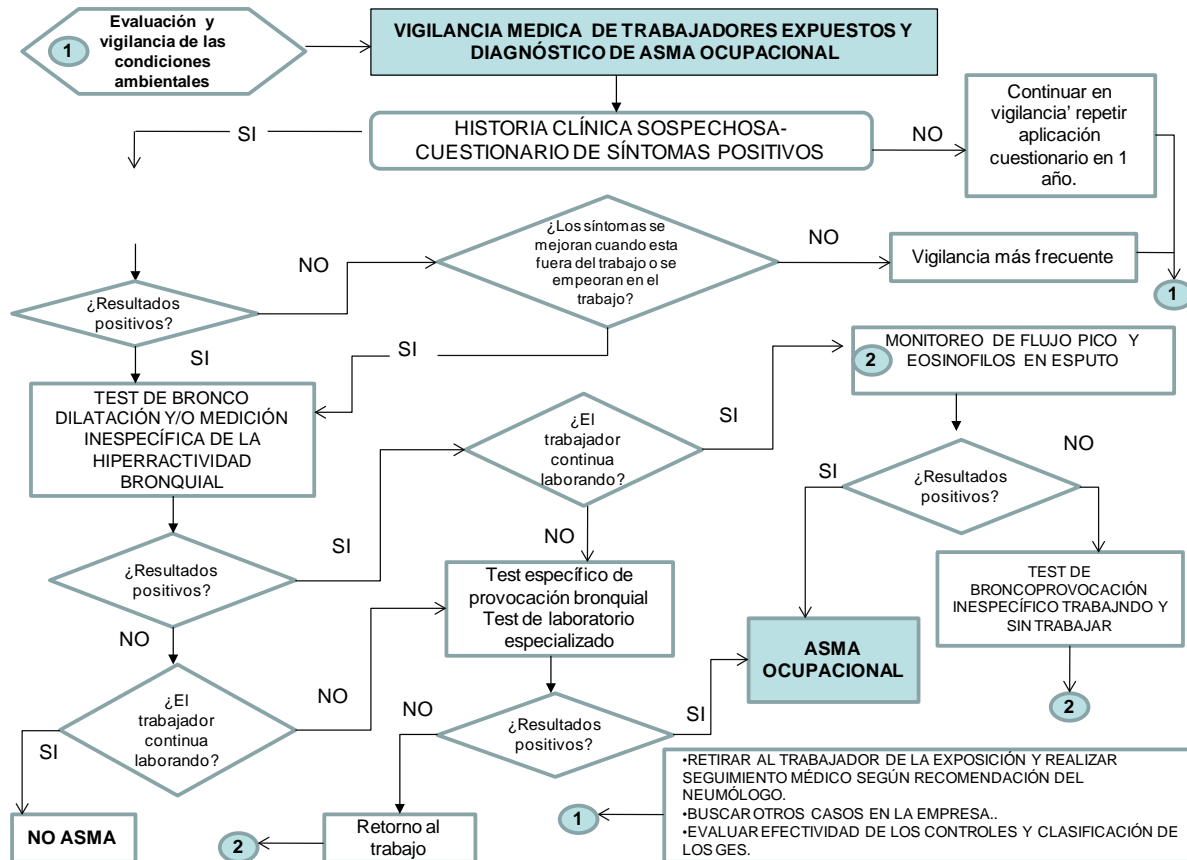 Evaluación y
1
vigilancia de las
condiciones
ambientales
VIGILANCIA MEDICA DE TRABAJADORES EXPUESTOS Y
DIAGNÓSTICO DE ASMA OCUPACIONAL
SI
HISTORIA CLÍNICA SOSPECHOSA-
CUESTIONARIO DE SÍNTOMAS POSITIVOS
NO
Continuar en
vigilancia’ repetir
aplicación
cuestionario en 1
año.
¿Resultados
positivos?
NO
¿Los síntomas se
mejoran cuando esta
fuera del trabajo o se
empeoran en el
trabajo?
NO
Vigilancia más frecuente
1
SI
SI
TEST DE BRONCO
DILATACIÓN Y/O MEDICIÓN
INESPECÍFICA DE LA
HIPERRACTIVIDAD
BRONQUIAL
¿El
trabajador
continua
laborando?
SI
MONITOREO DE FLUJO PICO Y
2
EOSINOFILOS EN ESPUTO
SI
¿Resultados
positivos?
NO
¿Resultados
positivos?
SI
NO
NO
Test específico de
provocación bronquial
Test de laboratorio
especializado
ASMA
OCUPACIONAL
TEST DE
BRONCOPROVOCACIÓN
INESPECÍFICO TRABAJNDO Y
SIN TRABAJAR
2
¿El
trabajador
continua
laborando?
NO
SI
NO
¿Resultados
positivos?
SI
NO ASMA
2
Retorno al
trabajo
1
•RETIRAR AL TRABAJADOR DE LA EXPOSICIÓN Y REALIZAR
SEGUIMIENTO MÉDICO SEGÚN RECOMENDACIÓN DEL
NEUMÓLOGO.
•BUSCAR OTROS CASOS EN LA EMPRESA..
•EVALUAR EFECTIVIDAD DE LOS CONTROLES Y CLASIFICACIÓN DE
LOS GES.